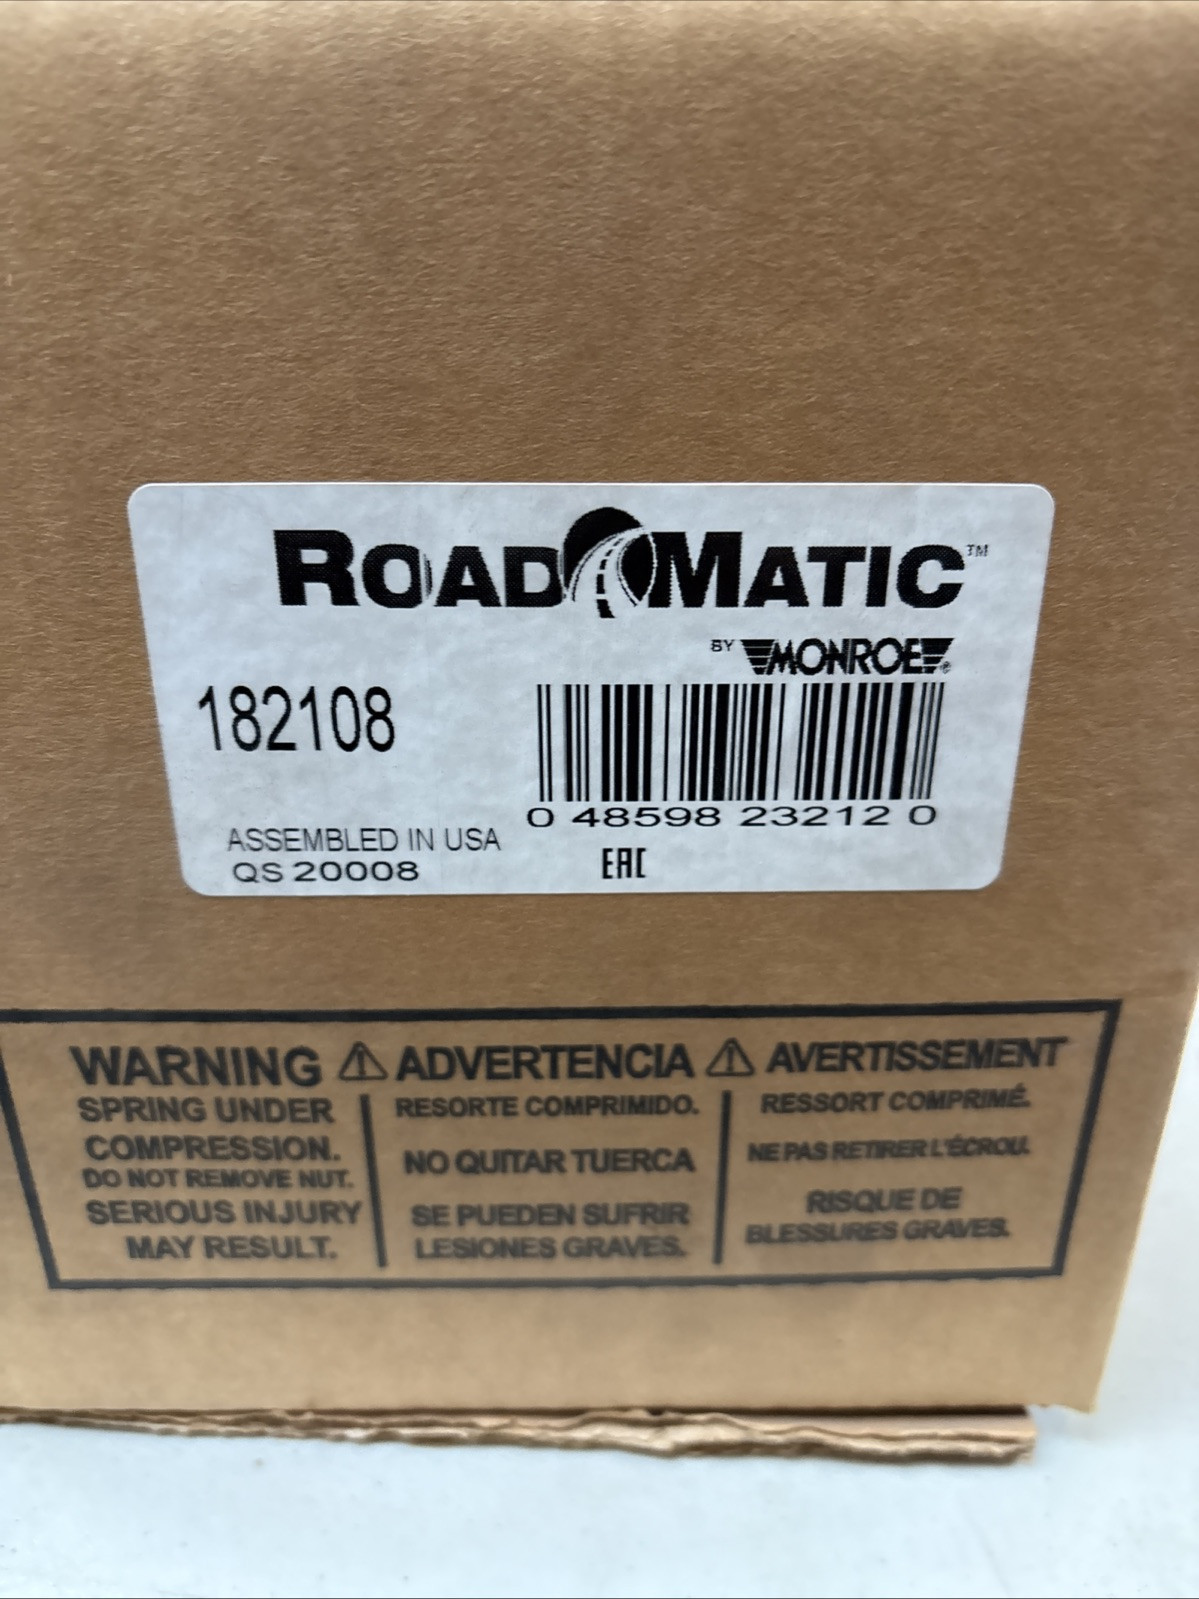 ROAD MATIC™
BY MONROE®
182108
0 48598 23212 0
ASSEMBLED IN USA
QS 20008
EAC
WARNING ⚠ ADVERTENCIA ⚠ AVERTISSEMENT
SPRING UNDER
COMPRESSION.
DO NOT REMOVE NUT.
SERIOUS INJURY
MAY RESULT.
RESORTE COMPRIMIDO.
NO QUITAR TUERCA
SE PUEDEN SUFRIR
LESIONES GRAVES.
RESSORT COMPRIMÉ.
NE PAS RETIRER L'ÉCROU.
RISQUE DE
BLESSURES GRAVES.